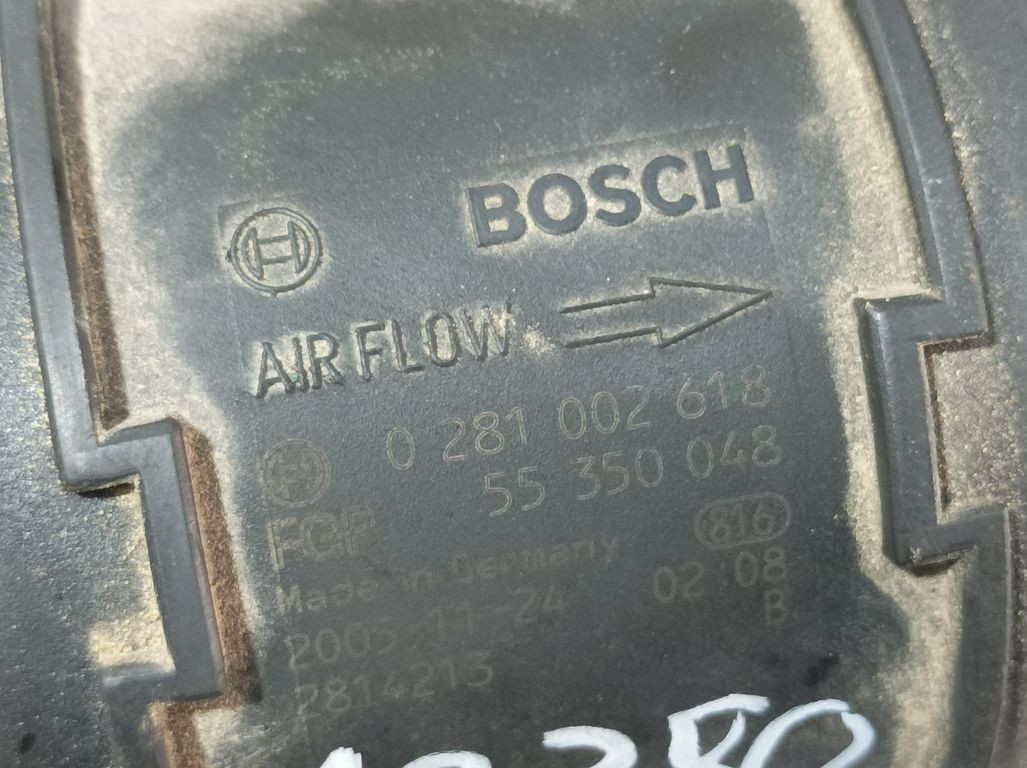 BOSCH
AIR FLOW
0 281 002 618
55 350 048
FGP 816
Made in Germany
2005-11-24 02 08
B
2814213